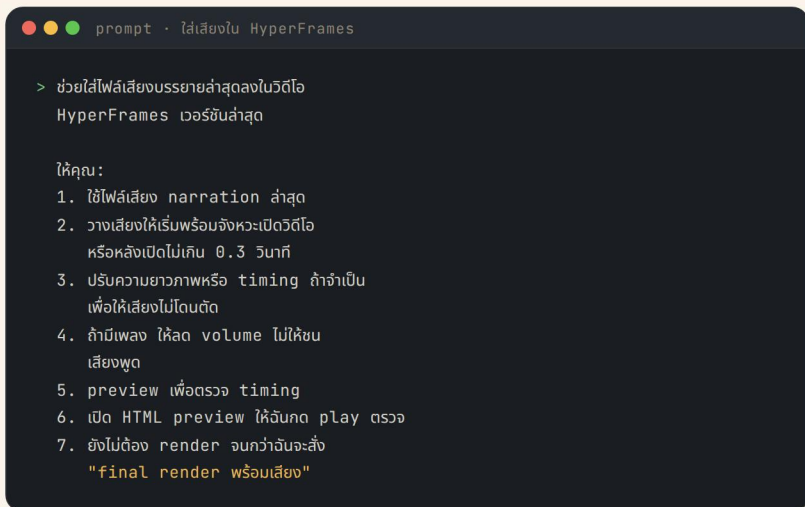 prompt · ใส่เสียงใน HyperFrames
> ช่วยใส่ไฟล์เสียงบรรยายล่าสุดลงในวิดีโอ
HyperFrames เวอร์ชันล่าสุด
ให้คุณ:
1. ใช้ไฟล์เสียง narration ล่าสุด
2. วางเสียงให้เริ่มพร้อมจังหวะเปิดวิดีโอ
หรือหลังเปิดไม่เกิน 0.3 วินาที
3. ปรับความยาวภาพหรือ timing ถ้าจำเป็น
เพื่อให้เสียงไม่โดนตัด
4. ถ้ามีเพลง ให้ลด volume ไม่ให้ชน
เสียงพูด
5. preview เพื่อตรวจ timing
6. เปิด HTML preview ให้ฉันกด play ตรวจ
7. ยังไม่ต้อง render จนกว่าฉันจะสั่ง
"final render พร้อมเสียง"